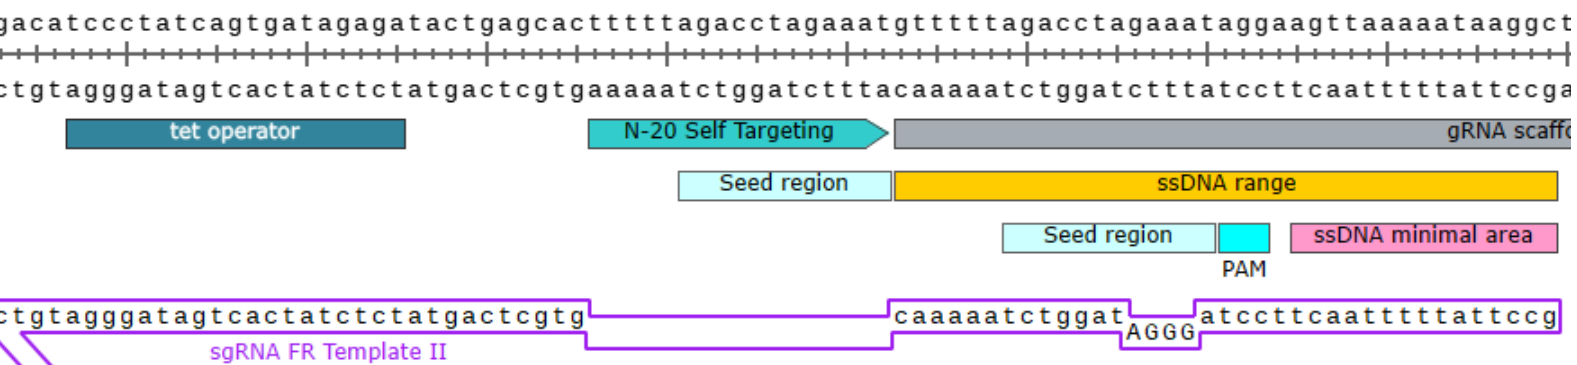 gacatccctatcagtgatagagatactgagcactttttagacctagaaatgtttttagacctagaaataggaagttaaaaataaggct
ctgtagggatagtcactatctctatgactcgtgaaaaatctggatctttacaaaaatctggatctttatccttcaatttttattccga
tet operator N-20 Self Targeting gRNA scaffo
Seed region ssDNA range
Seed region ssDNA minimal area
PAM
ctgtagggatagtcactatctctatgactcgtg caaaaatctggat AGGG atccttcaatttttattccg
sgRNA FR Template II